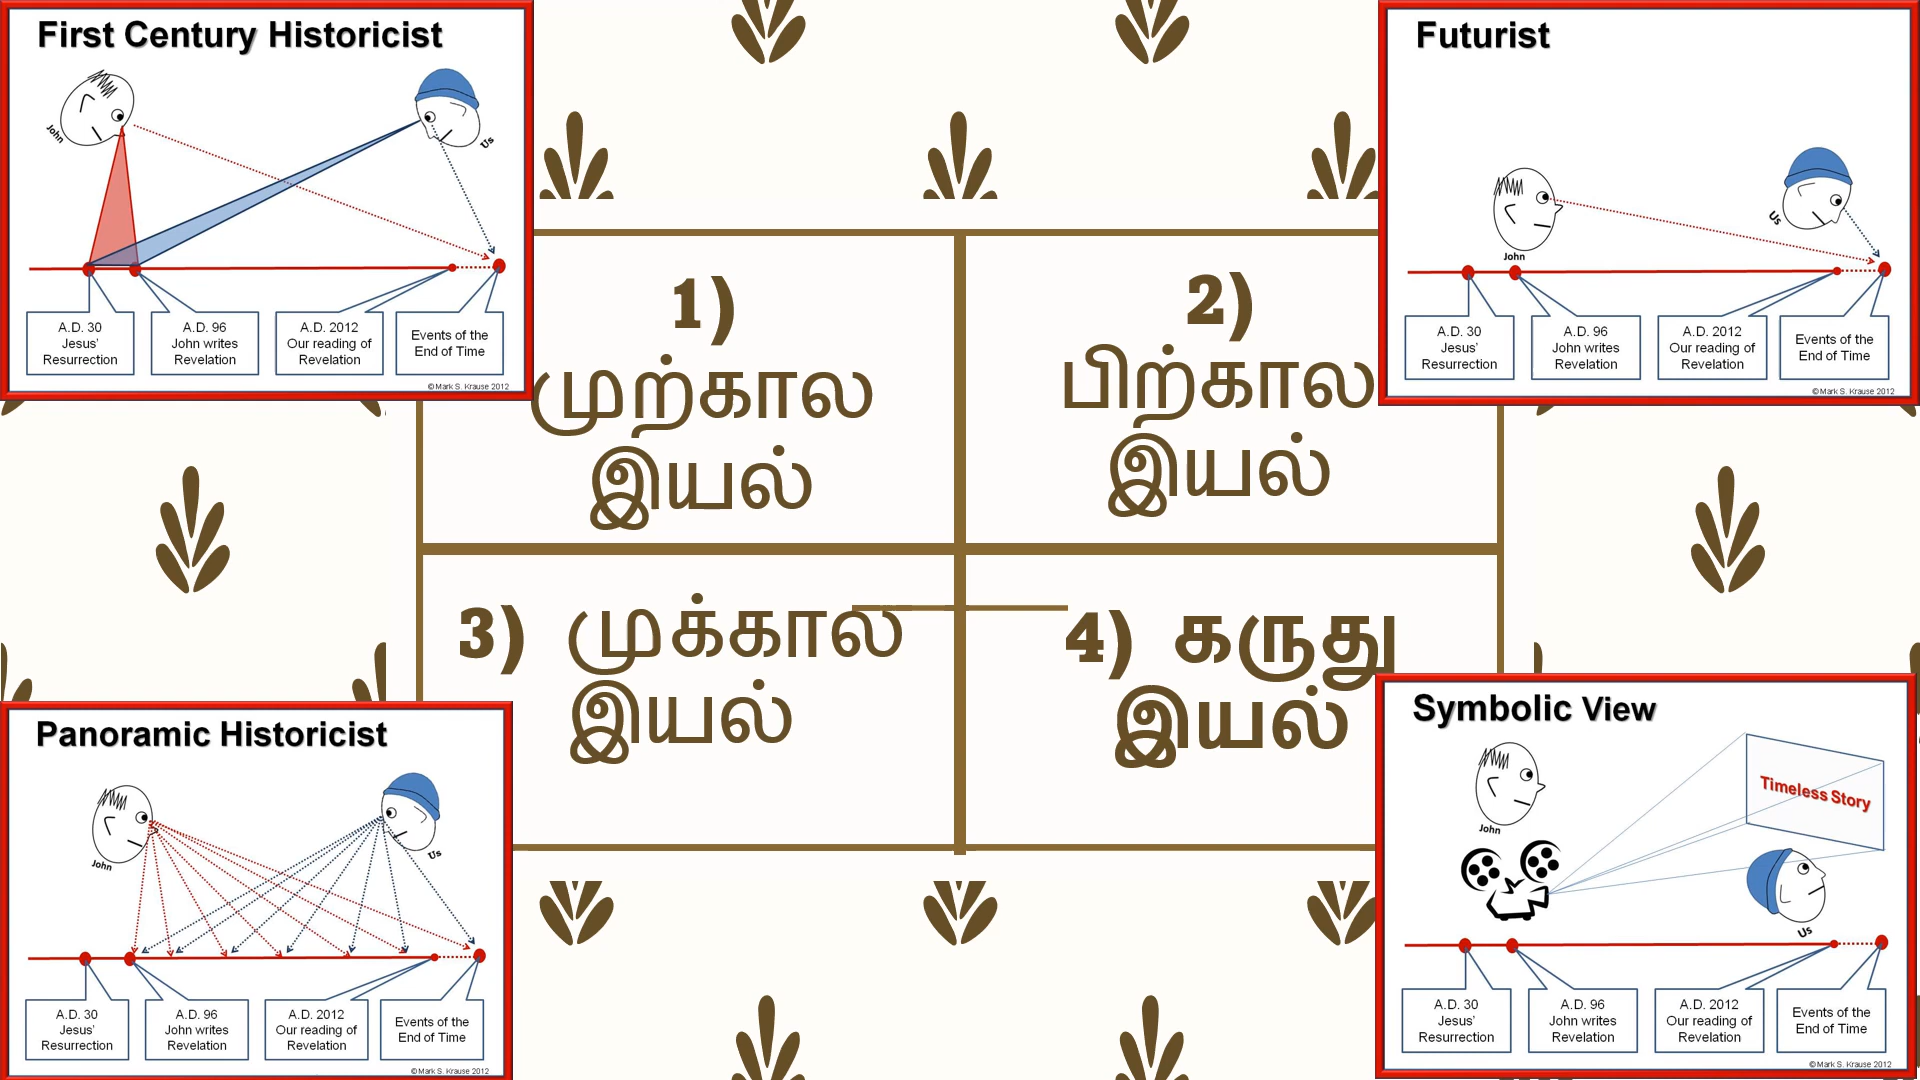 First Century Historicist
John
Us
A.D. 30
Jesus'
Resurrection
A.D. 96
John writes
Revelation
A.D. 2012
Our reading of
Revelation
Events of the
End of Time
©Mark S. Krause 2012
Futurist
John
Us
A.D. 30
Jesus'
Resurrection
A.D. 96
John writes
Revelation
A.D. 2012
Our reading of
Revelation
Events of the
End of Time
©Mark S. Krause 2012
1)
முற்கால
இயல்
2)
பிற்கால
இயல்
3) முக்கால
இயல்
4) கருது
இயல்
Panoramic Historicist
John
Us
A.D. 30
Jesus'
Resurrection
A.D. 96
John writes
Revelation
A.D. 2012
Our reading of
Revelation
Events of the
End of Time
©Mark S. Krause 2012
Symbolic View
John
Timeless Story
Us
A.D. 30
Jesus'
Resurrection
A.D. 96
John writes
Revelation
A.D. 2012
Our reading of
Revelation
Events of the
End of Time
©Mark S. Krause 2012